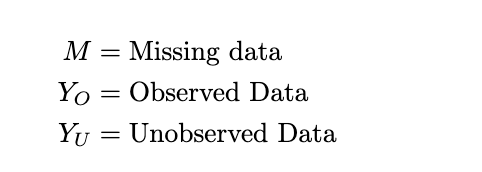 M = Missing data
Y_O = Observed Data
Y_U = Unobserved Data